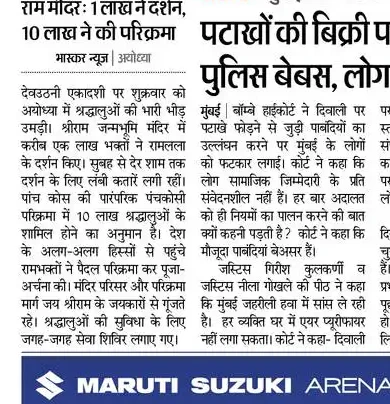 राम मंदिर: 1 लाख ने दर्शन,
10 लाख ने की परिक्रमा
भास्कर न्यूज | अयोध्या
देवउठनी एकादशी पर शुक्रवार को
अयोध्या में श्रद्धालुओं की भारी भीड़
उमड़ी। श्रीराम जन्मभूमि मंदिर में
करीब एक लाख भक्तों ने रामलला
के दर्शन किए। सुबह से देर शाम तक
दर्शन के लिए लंबी कतारें लगी रहीं।
पांच कोस की पारंपरिक पंचकोसी
परिक्रमा में 10 लाख श्रद्धालुओं के
शामिल होने का अनुमान है। देश
के अलग-अलग हिस्सों से पहुंचे
रामभक्तों ने पैदल परिक्रमा कर पूजा-
अर्चना की। मंदिर परिसर और परिक्रमा
मार्ग जय श्रीराम के जयकारों से गूंजते
रहे। श्रद्धालुओं की सुविधा के लिए
जगह-जगह सेवा शिविर लगाए गए।
पटाखों की बिक्री प
पुलिस बेबस, लोग
मुंबई | बॉम्बे हाईकोर्ट ने दिवाली पर
पटाखे फोड़ने से जुड़ी पाबंदियों का
उल्लंघन करने पर मुंबई के लोगों
को फटकार लगाई। कोर्ट ने कहा कि
लोग सामाजिक जिम्मेदारी के प्रति
संवेदनशील नहीं हैं। हर बार अदालत
को ही नियमों का पालन करने की बात
क्यों कहनी पड़ती है? कोर्ट ने कहा कि
मौजूदा पाबंदियां बेअसर हैं।
जस्टिस गिरीश कुलकर्णी व
जस्टिस नीला गोखले की पीठ ने कहा
कि मुंबई जहरीली हवा में सांस ले रही
है। हर व्यक्ति घर में एयर प्यूरीफायर
नहीं लगा सकता। कोर्ट ने कहा- दिवाली
MARUTI SUZUKI ARENA